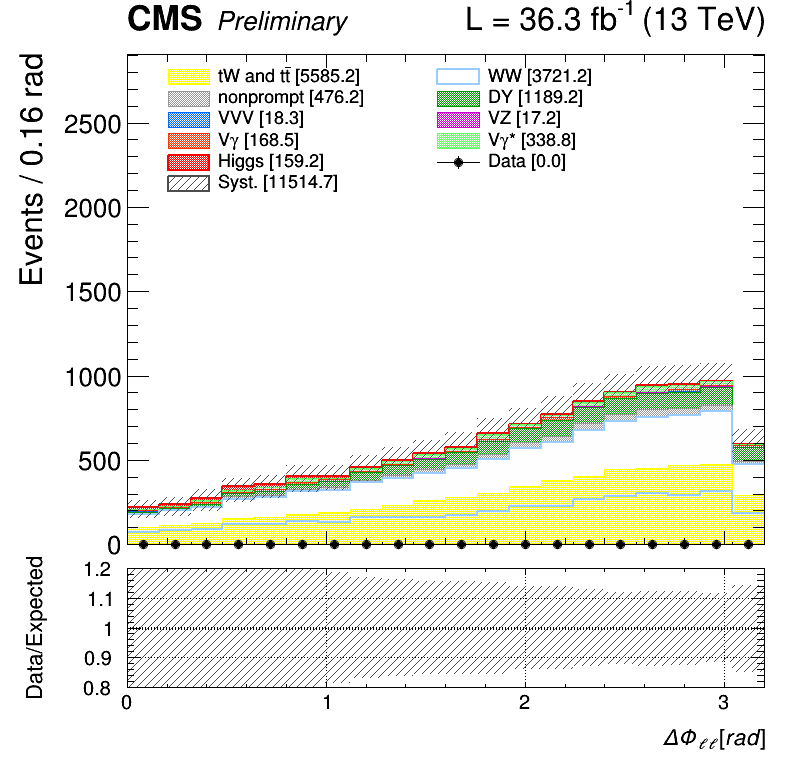 CMS Preliminary L = 36.3 fb⁻¹ (13 TeV)
Events / 0.16 rad
tW and tt̄ [5585.2]
nonprompt [476.2]
VVV [18.3]
Vγ [168.5]
Higgs [159.2]
Syst. [11514.7]
WW [3721.2]
DY [1189.2]
VZ [17.2]
Vγ* [338.8]
Data [0.0]
2500
2000
1500
1000
500
0
Data/Expected
1.2
1.1
1
0.9
0.8
0 1 2 3
ΔΦℓℓ[rad]